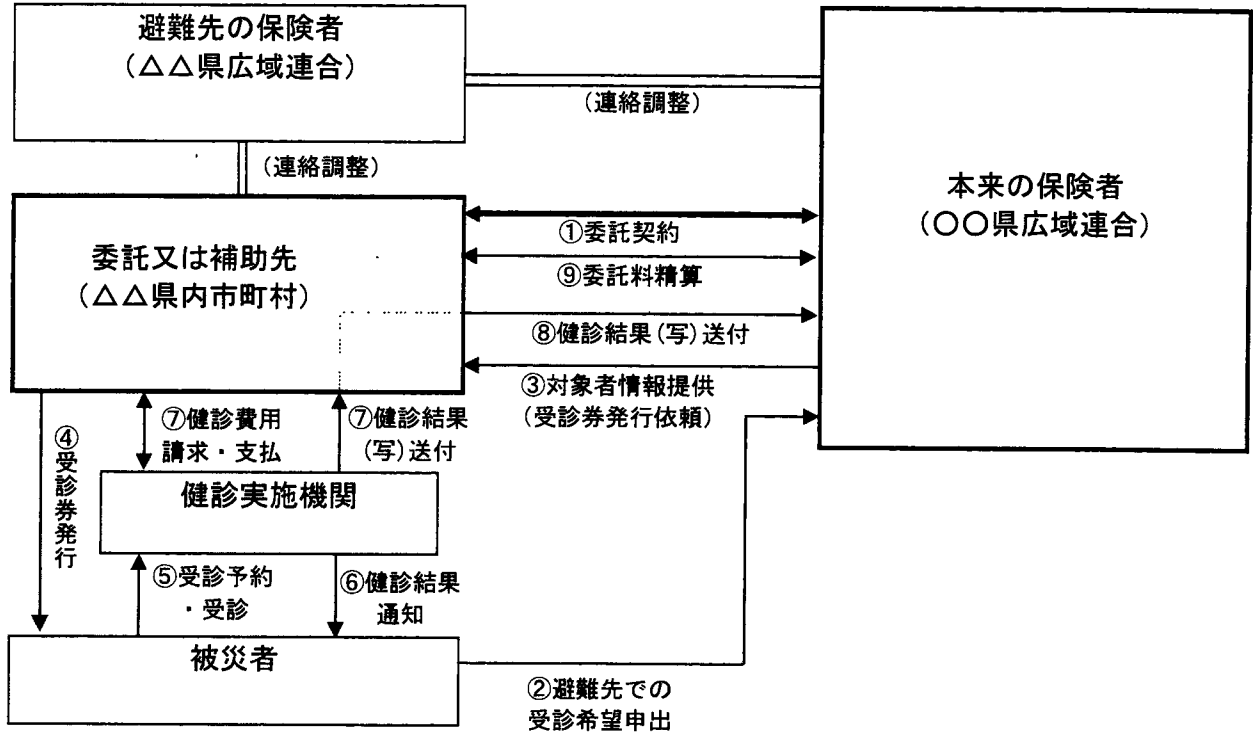 避難先の保険者
(△△県広域連合)
(連絡調整)
(連絡調整)
本来の保険者
(〇〇県広域連合)
委託又は補助先
(△△県内市町村)
①委託契約
⑨委託料精算
⑧健診結果(写)送付
③対象者情報提供
(受診券発行依頼)
④受診券発行
⑦健診費用
請求・支払
⑦健診結果
(写)送付
健診実施機関
⑤受診予約
・受診
⑥健診結果
通知
被災者
②避難先での
受診希望申出